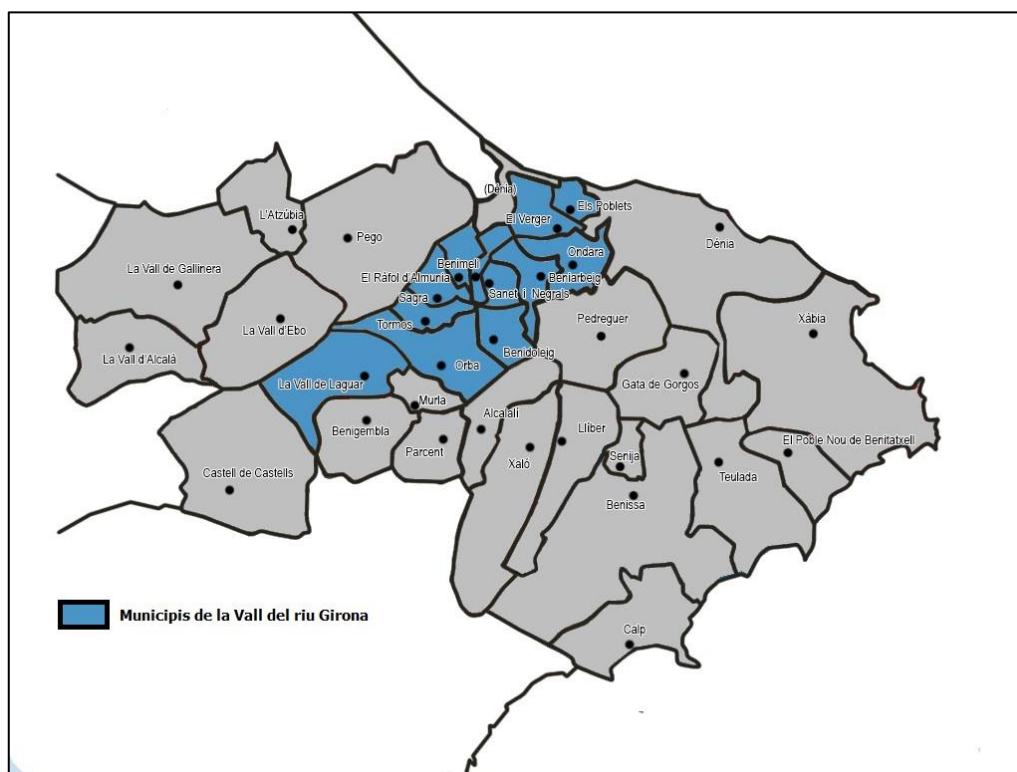 (Dénia)
Els Poblets
El Verger
L'Atzúbia
Pego
Dénia
Ondara
Benimeli
La Vall de Gallinera
El Ràfol d'Almunia
Beniarbeig
Sanet i Negrals
Sagra
Tormos
La Vall d'Ebo
Pedreguer
Xàbia
La Vall d'Alcalá
Benidoleig
Orba
La Vall de Laguar
Gata de Gorgos
Murla
Alcalalí
Llíber
Benigembla
El Poble Nou de Benitatxell
Parcent
Xaló
Senija
Castell de Castells
Teulada
Benissa
Municipis de la Vall del riu Girona
Calp